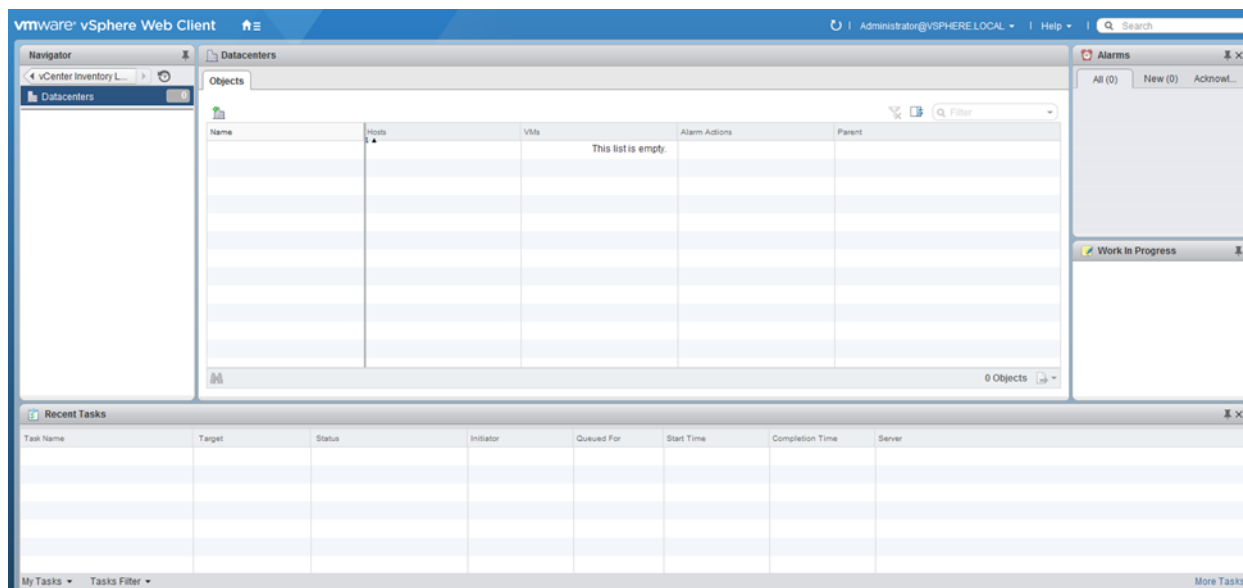 vmware® vSphere Web Client
Administrator@VSPHERE.LOCAL
Help
Search
Navigator
vCenter Inventory L...
Datacenters 0
Datacenters
Objects
Filter
Name Hosts VMs Alarm Actions Parent
1 ▲
This list is empty.
0 Objects
Alarms
All (0) New (0) Acknowl...
Work In Progress
Recent Tasks
Task Name Target Status Initiator Queued For Start Time Completion Time Server
My Tasks Tasks Filter More Tasks